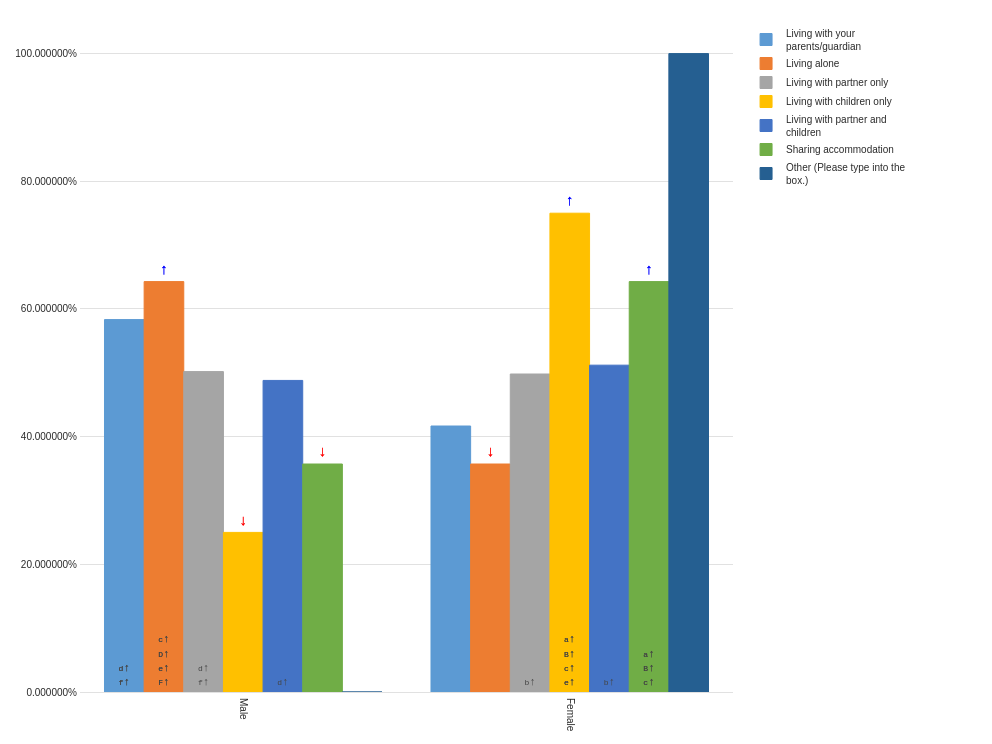 100.000000%
80.000000%
60.000000%
40.000000%
20.000000%
0.000000%
↑
↓
↓
↓
↑
↑
d↑
f↑
c↑
D↑
e↑
F↑
d↑
f↑
d↑
b↑
a↑
B↑
c↑
e↑
b↑
a↑
B↑
c↑
Male
Female
Living with your
parents/guardian
Living alone
Living with partner only
Living with children only
Living with partner and
children
Sharing accommodation
Other (Please type into the
box.)